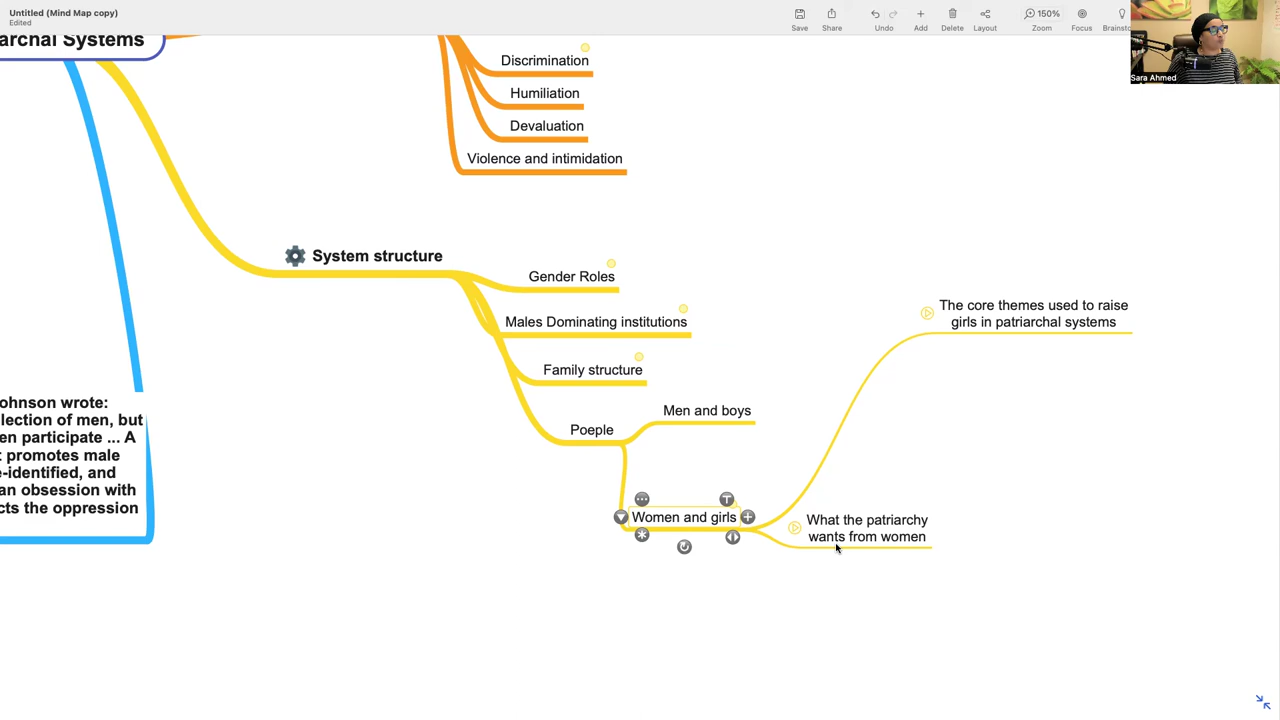 Untitled (Mind Map copy)
Edited
Save
Share
Undo
Add
Delete
Layout
150%
Zoom
Focus
Sara Ahmed
archal Systems
Discrimination
Humiliation
Devaluation
Violence and intimidation
System structure
Gender Roles
Males Dominating institutions
Family structure
Poeple
Men and boys
Women and girls
The core themes used to raise
girls in patriarchal systems
What the patriarchy
wants from women
ohnson wrote:
lection of men, but
en participate ... A
t promotes male
e-identified, and
an obsession with
cts the oppression